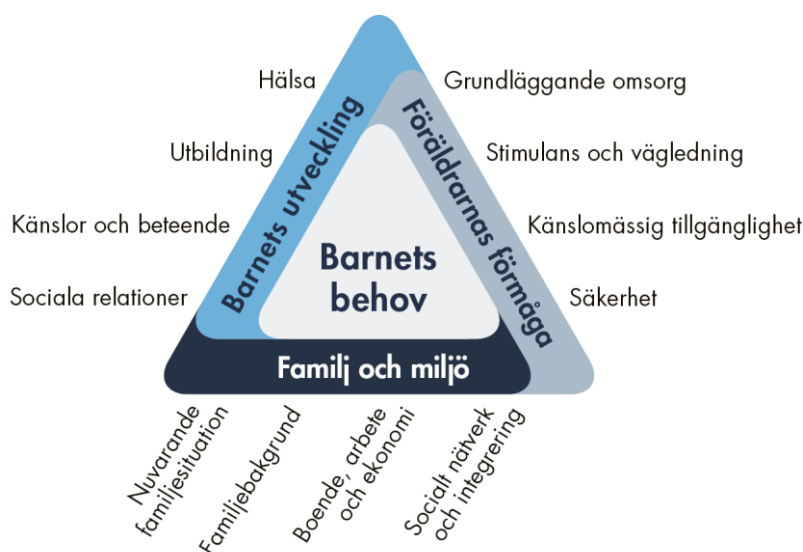 Hälsa
Utbildning
Känslor och beteende
Sociala relationer
Barnets utveckling
Föräldrarnas förmåga
Grundläggande omsorg
Stimulans och vägledning
Känslomässig tillgänglighet
Säkerhet
Barnets
behov
Familj och miljö
Nuvarande
familjesituation
Familjebakgrund
Boende, arbete
och ekonomi
Socialt nätverk
och integrering